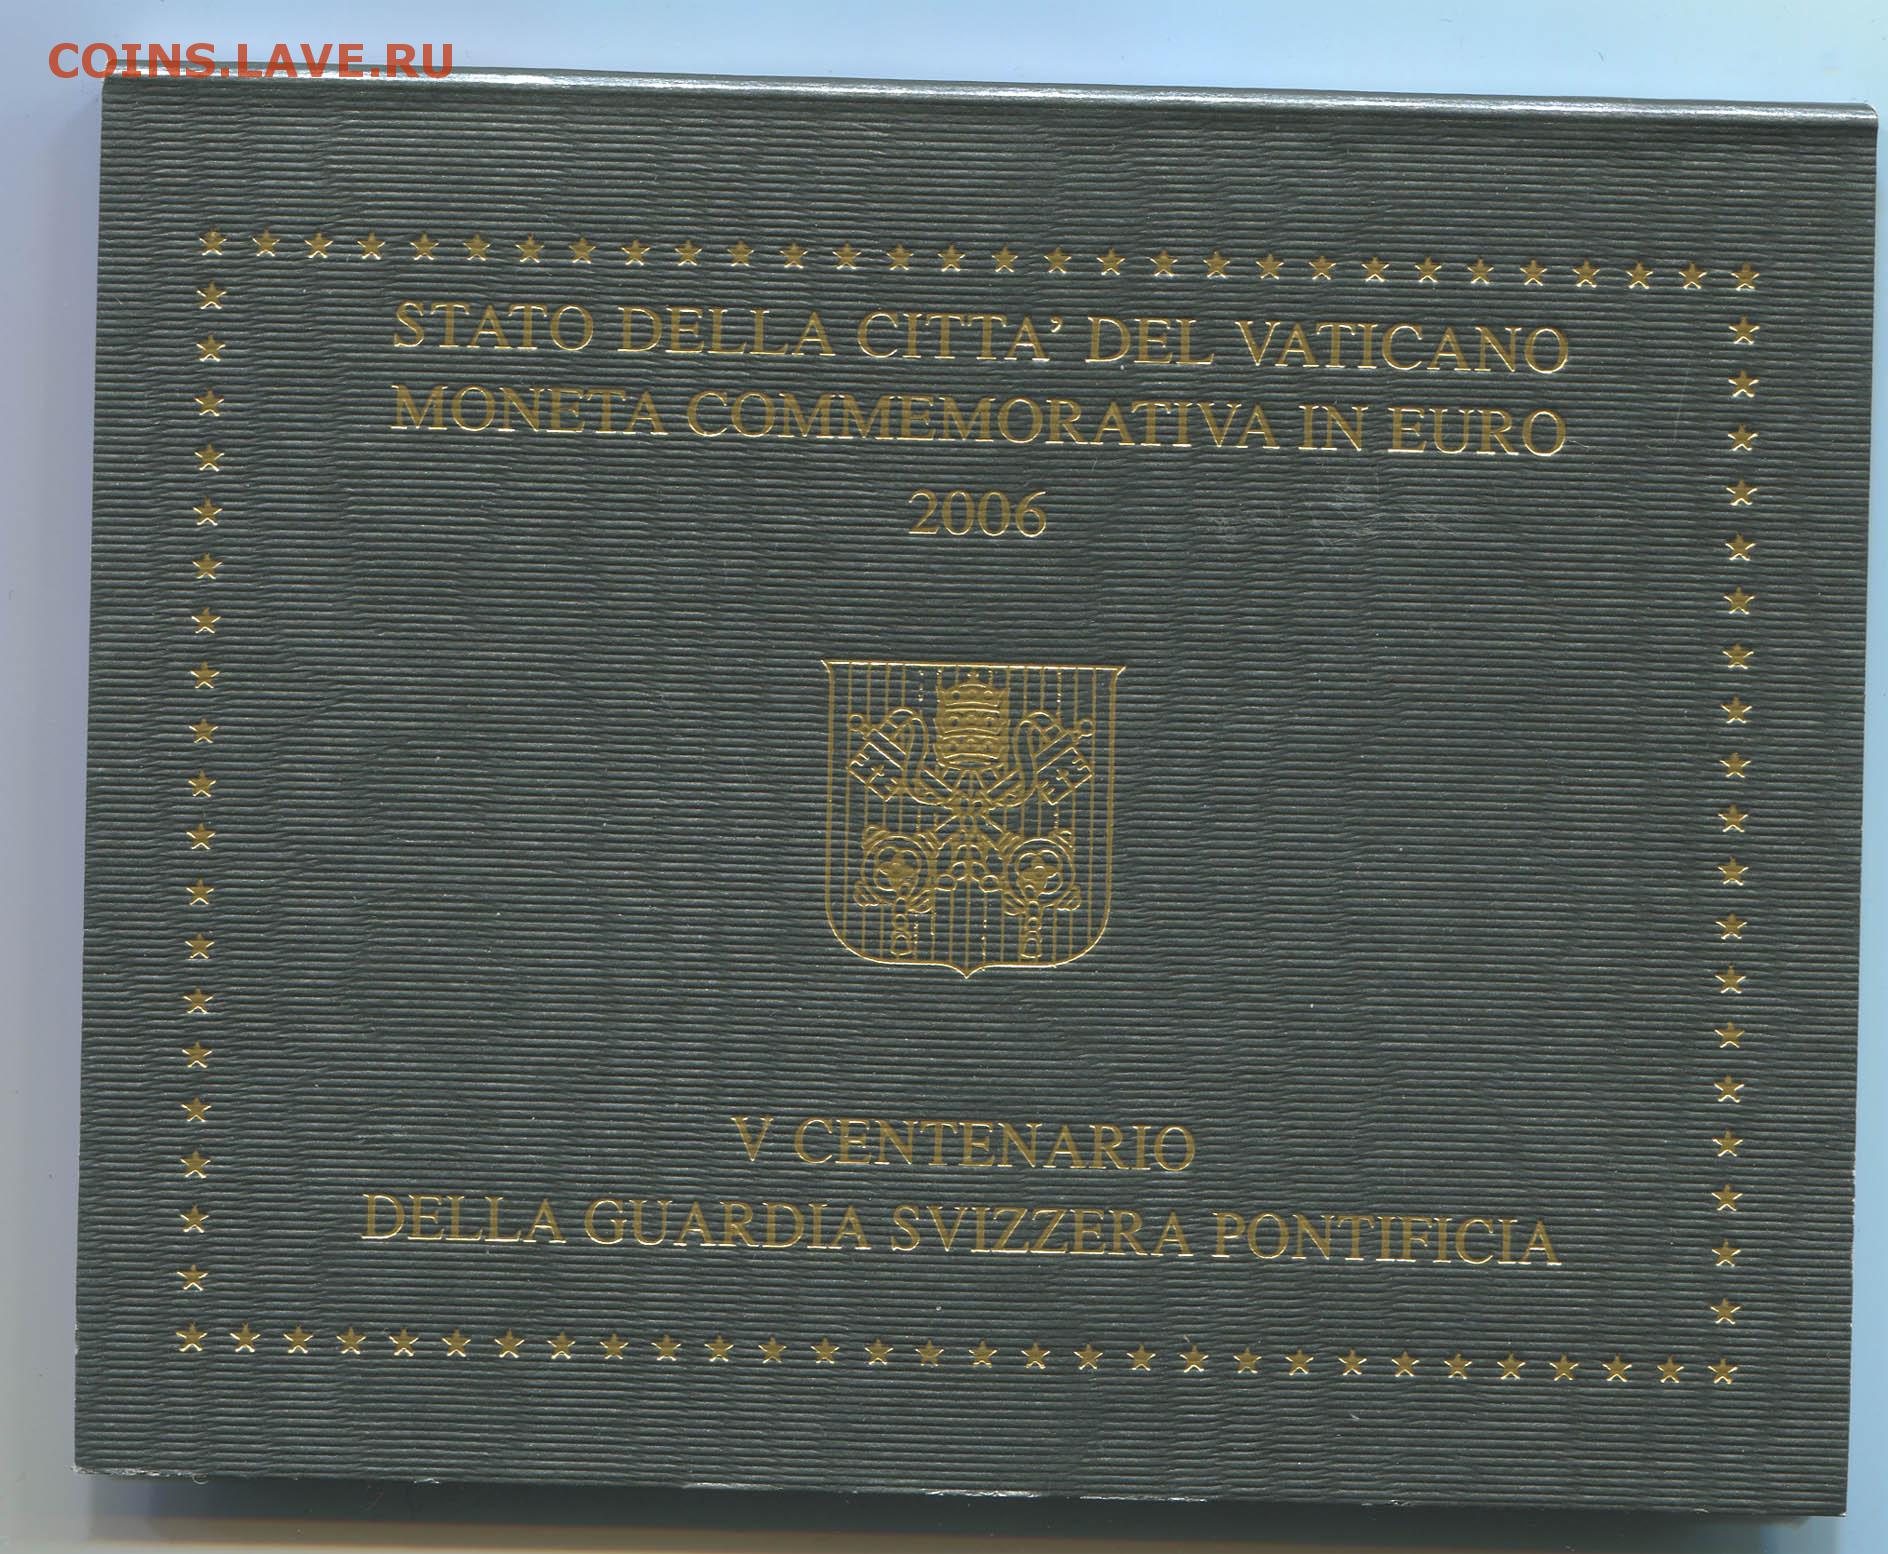 COINS.LAVE.RU
STATO DELLA CITTA' DEL VATICANO
MONETA COMMEMORATIVA IN EURO
2006
V CENTENARIO
DELLA GUARDIA SVIZZERA PONTIFICIA